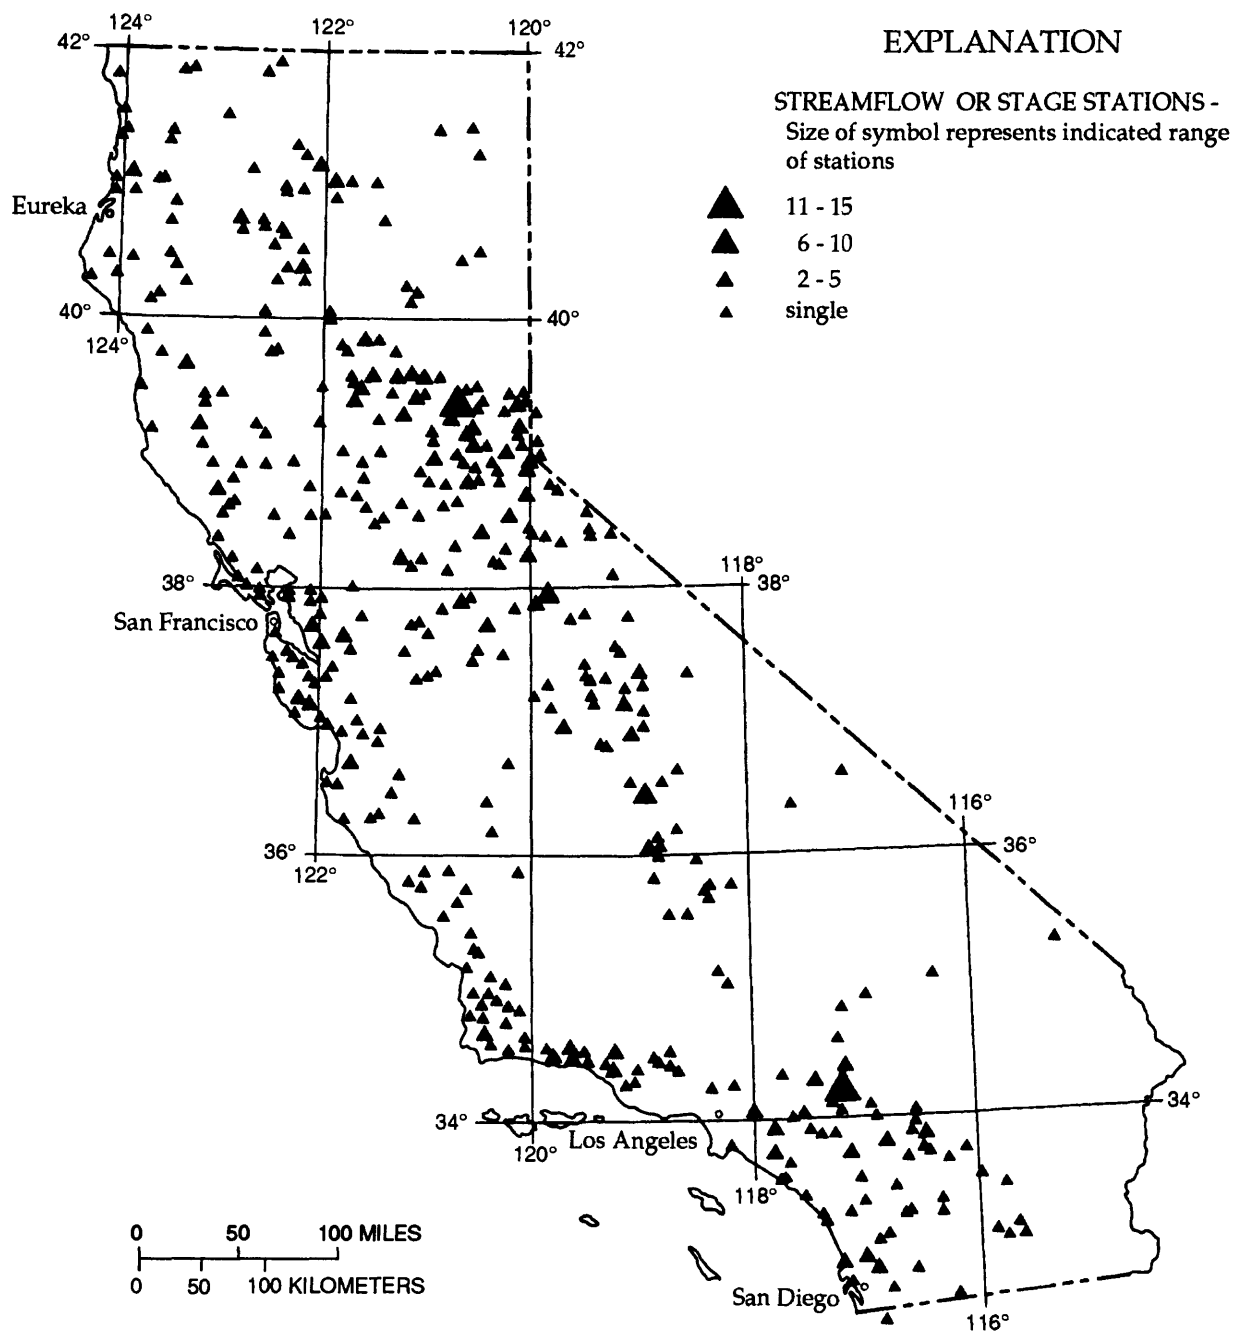 124° 122° 120°
42° 42°
EXPLANATION
STREAMFLOW OR STAGE STATIONS -
Size of symbol represents indicated range
of stations
11 - 15
6 - 10
2 - 5
single
Eureka
40° 40°
124°
118°
38° 38°
San Francisco
116°
36° 36°
122°
34° 34°
Los Angeles
120°
118°
0 50 100 MILES
0 50 100 KILOMETERS
San Diego
116°